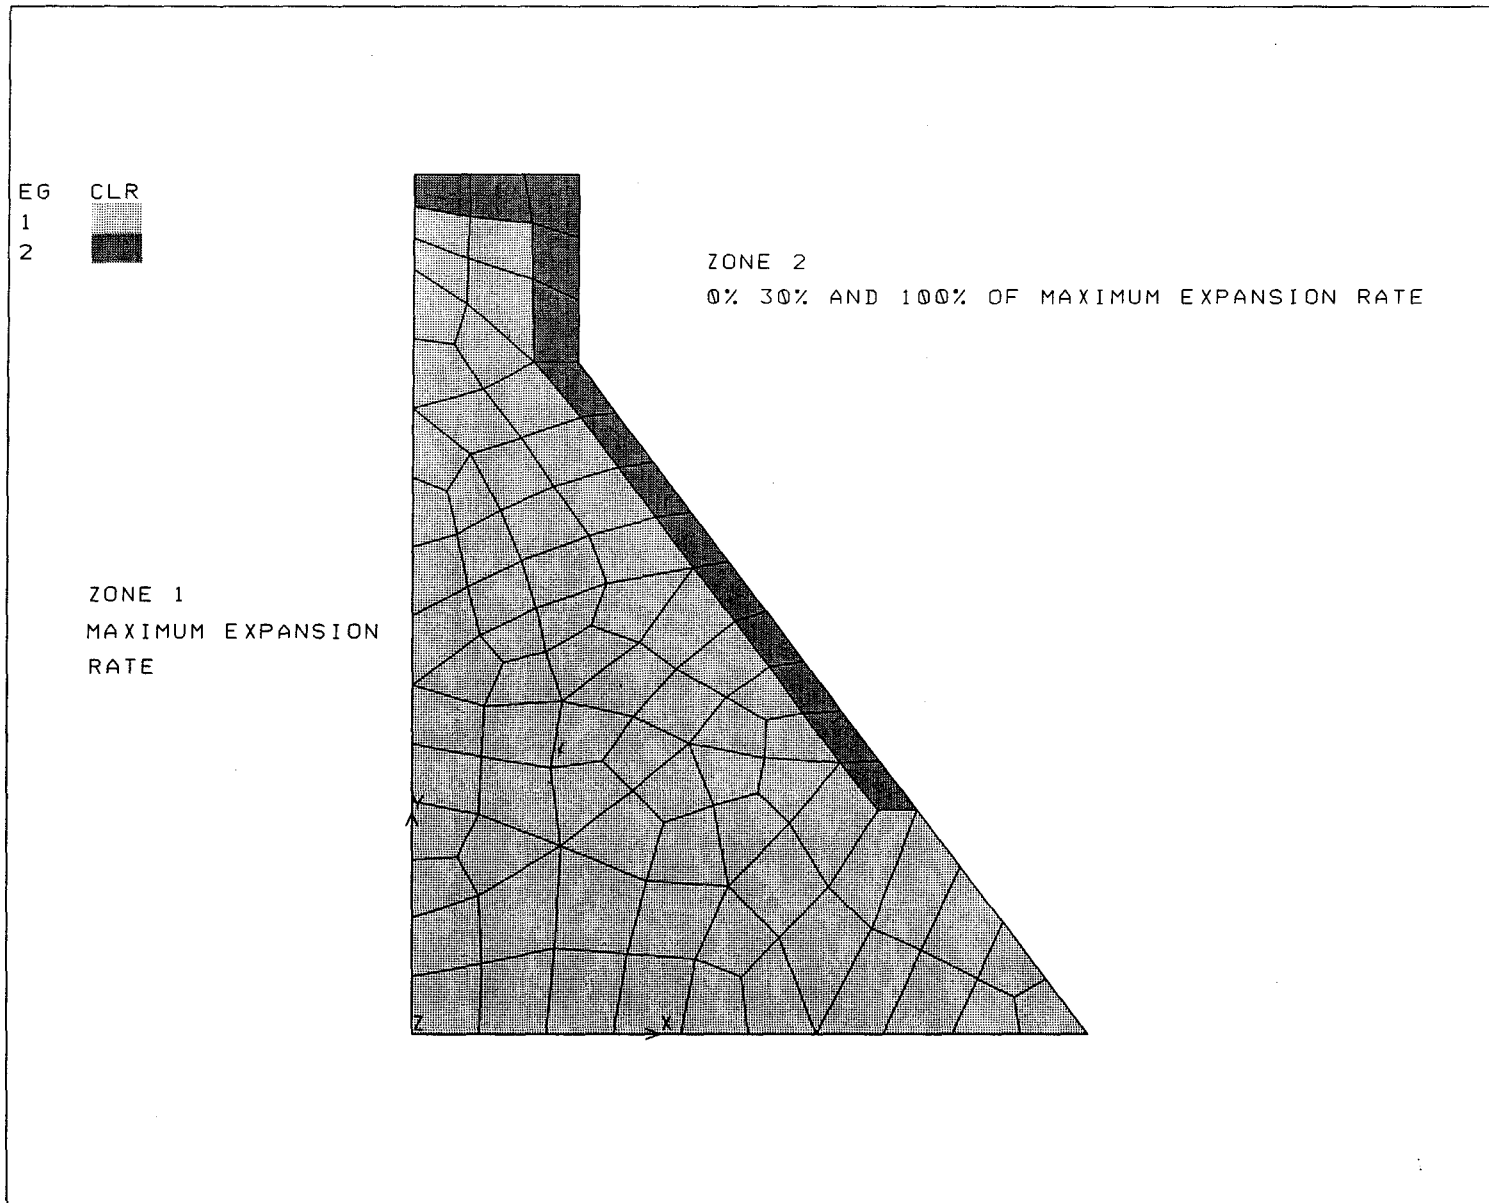 EG CLR
1
2
ZONE 2
0% 30% AND 100% OF MAXIMUM EXPANSION RATE
ZONE 1
MAXIMUM EXPANSION
RATE
Y
Z X